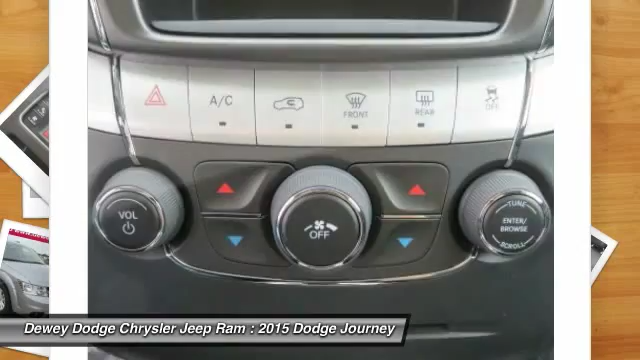 A/C
FRONT
REAR
OFF
VOL
OFF
TUNE
ENTER/
BROWSE
SCROLL
Dewey Dodge Chrysler Jeep Ram : 2015 Dodge Journey